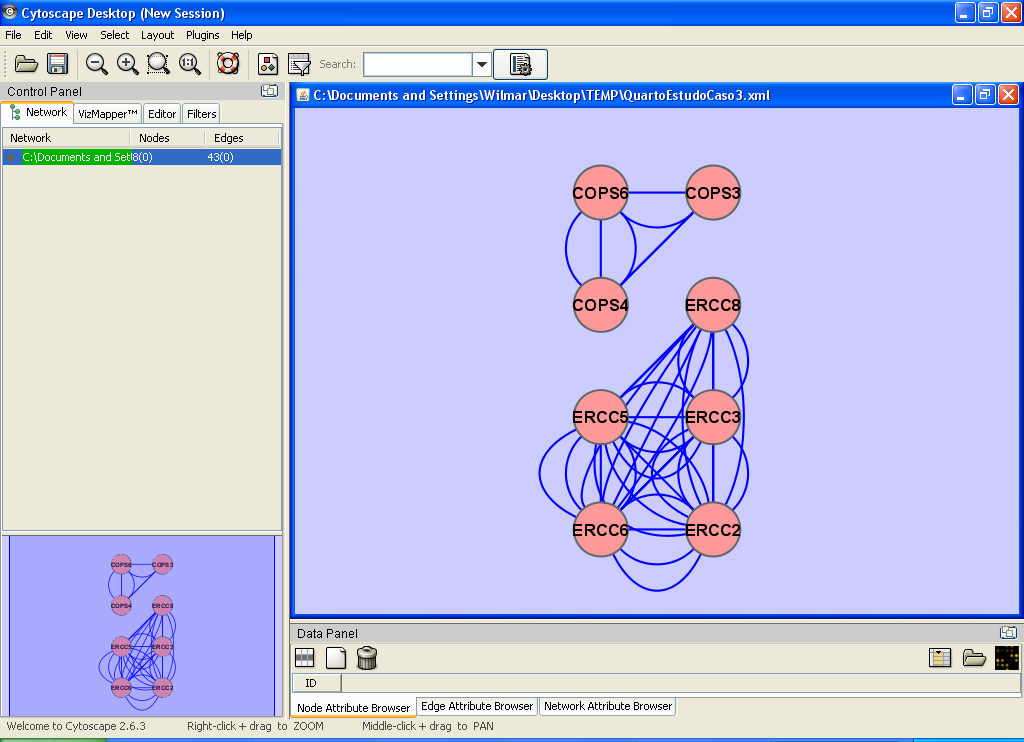 Cytoscape Desktop (New Session)
File Edit View Select Layout Plugins Help
1:1 Search:
Control Panel
Network VizMapper™ Editor Filters
Network Nodes Edges
C:\Documents and Set 8(0) 43(0)
C:\Documents and Settings\Wilmar\Desktop\TEMP\QuartoEstudoCaso3.xml
COPS6 COPS3
COPS4 ERCC8
ERCC5 ERCC3
ERCC6 ERCC2
COPS6 COPS3
COPS4 ERCC8
ERCC5 ERCC3
ERCC6 ERCC2
Data Panel
ID
Node Attribute Browser Edge Attribute Browser Network Attribute Browser
Welcome to Cytoscape 2.6.3 Right-click + drag to ZOOM Middle-click + drag to PAN